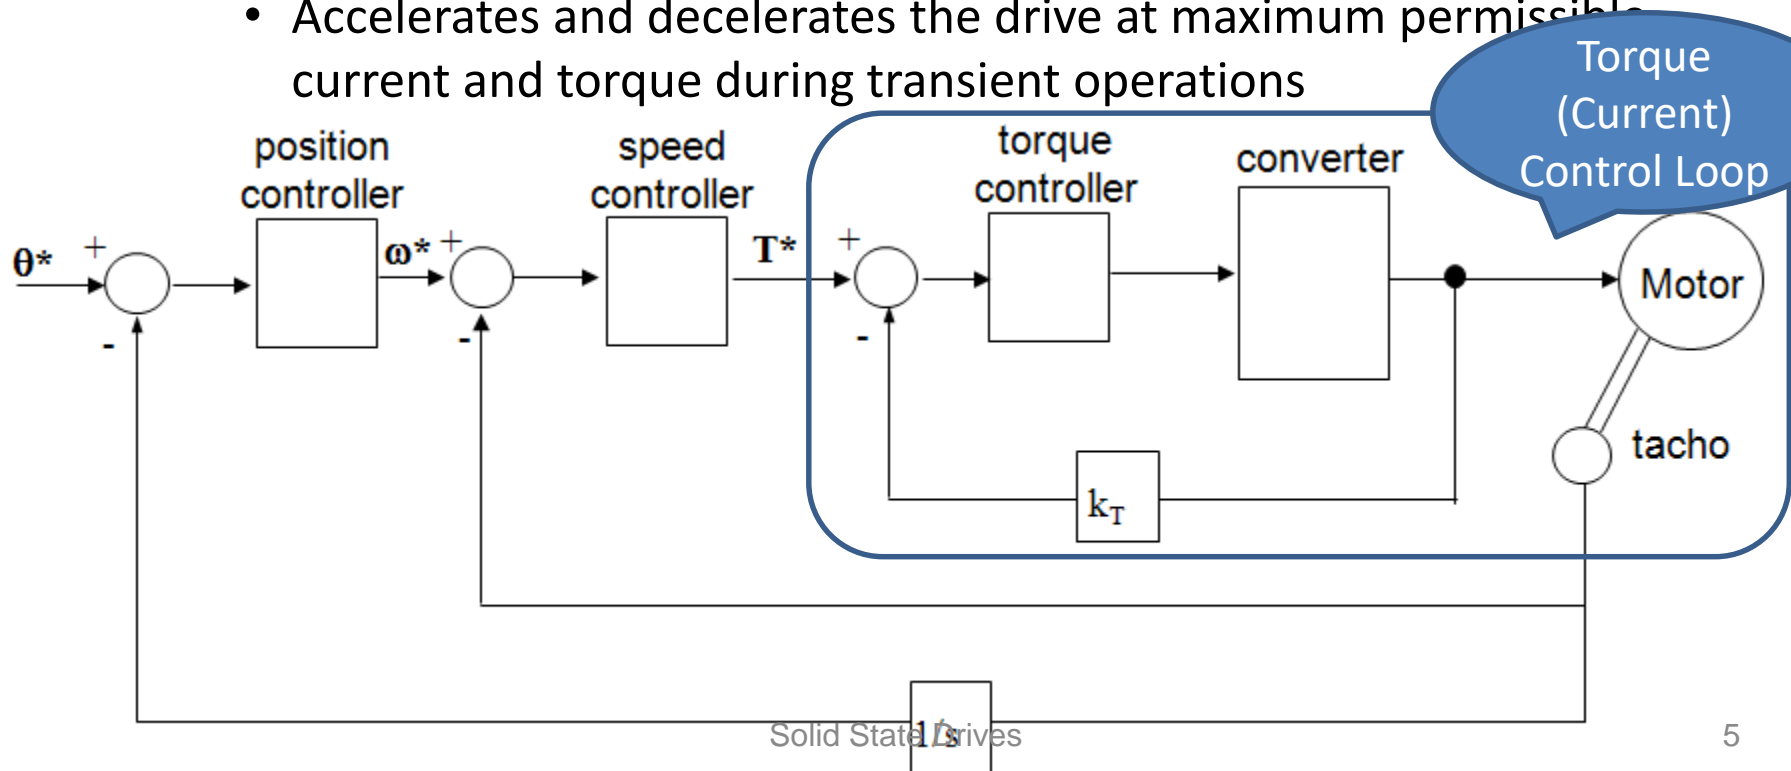 • Accelerates and decelerates the drive at maximum permissible
current and torque during transient operations
Torque
(Current)
Control Loop
position
controller
speed
controller
torque
controller
converter
θ*
+
-
ω*
+
-
T*
+
-
Motor
tacho
kT
1/s
Solid State Drives
5